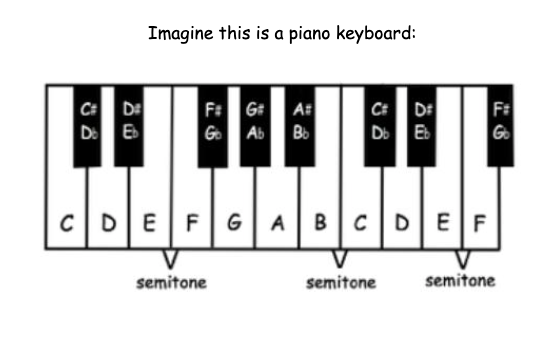 Imagine this is a piano keyboard:
C# D# F# G# A# C# D# F#
Db Eb Gb Ab Bb Db Eb Gb
C D E F G A B C D E F
semitone semitone semitone